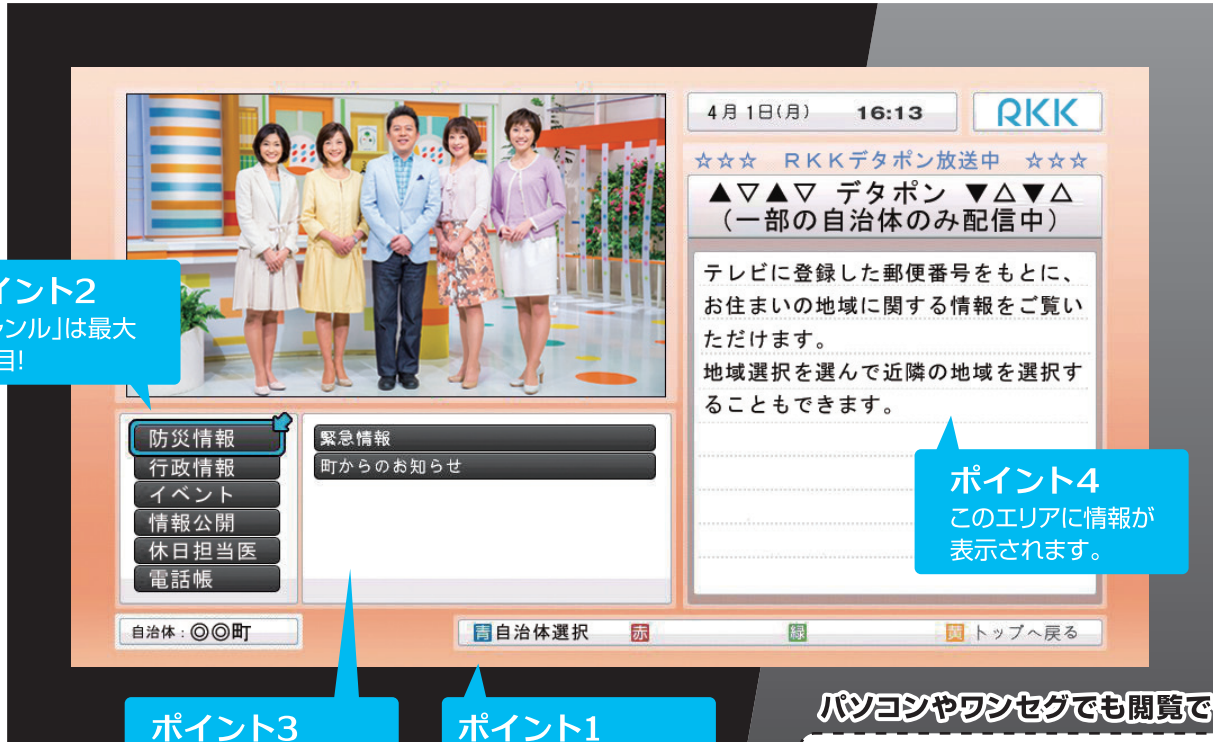 4月1日(月) 16:13
RKK
☆☆☆ RKKデタポン放送中 ☆☆☆
▲▽▲▽ デタポン ▼△▼△
(一部の自治体のみ配信中)
テレビに登録した郵便番号をもとに、
お住まいの地域に関する情報をご覧い
ただけます。
地域選択を選んで近隣の地域を選択す
ることもできます。
イント2
ンル」は最大
目!
防災情報
行政情報
イベント
情報公開
休日担当医
電話帳
緊急情報
町からのお知らせ
ポイント4
このエリアに情報が
表示されます。
自治体:◎◎町
青 自治体選択 赤 緑 黄 トップへ戻る
ポイント3
ポイント1
パソコンやワンセグでも閲覧で